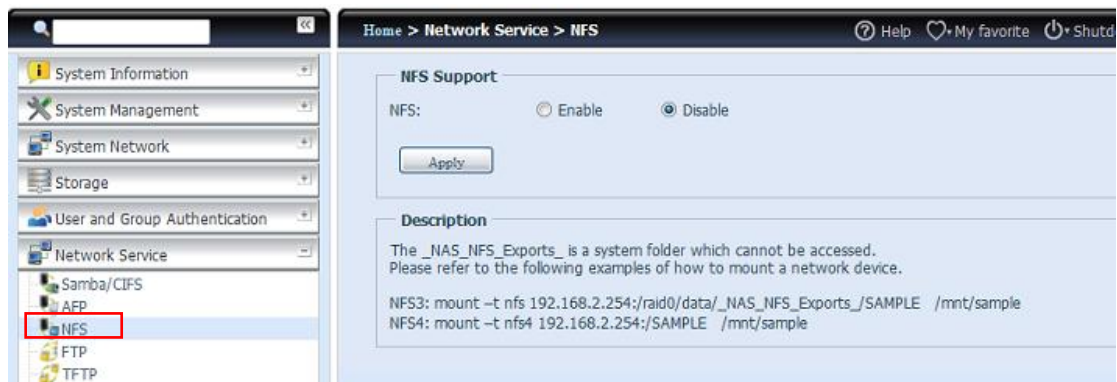 Home > Network Service > NFS
Help My favorite Shutd
System Information
System Management
System Network
Storage
User and Group Authentication
Network Service
Samba/CIFS
AFP
NFS
FTP
TFTP
NFS Support
NFS: Enable Disable
Apply
Description
The _NAS_NFS_Exports_ is a system folder which cannot be accessed.
Please refer to the following examples of how to mount a network device.
NFS3: mount –t nfs 192.168.2.254:/raid0/data/_NAS_NFS_Exports_/SAMPLE /mnt/sample
NFS4: mount –t nfs4 192.168.2.254:/SAMPLE /mnt/sample